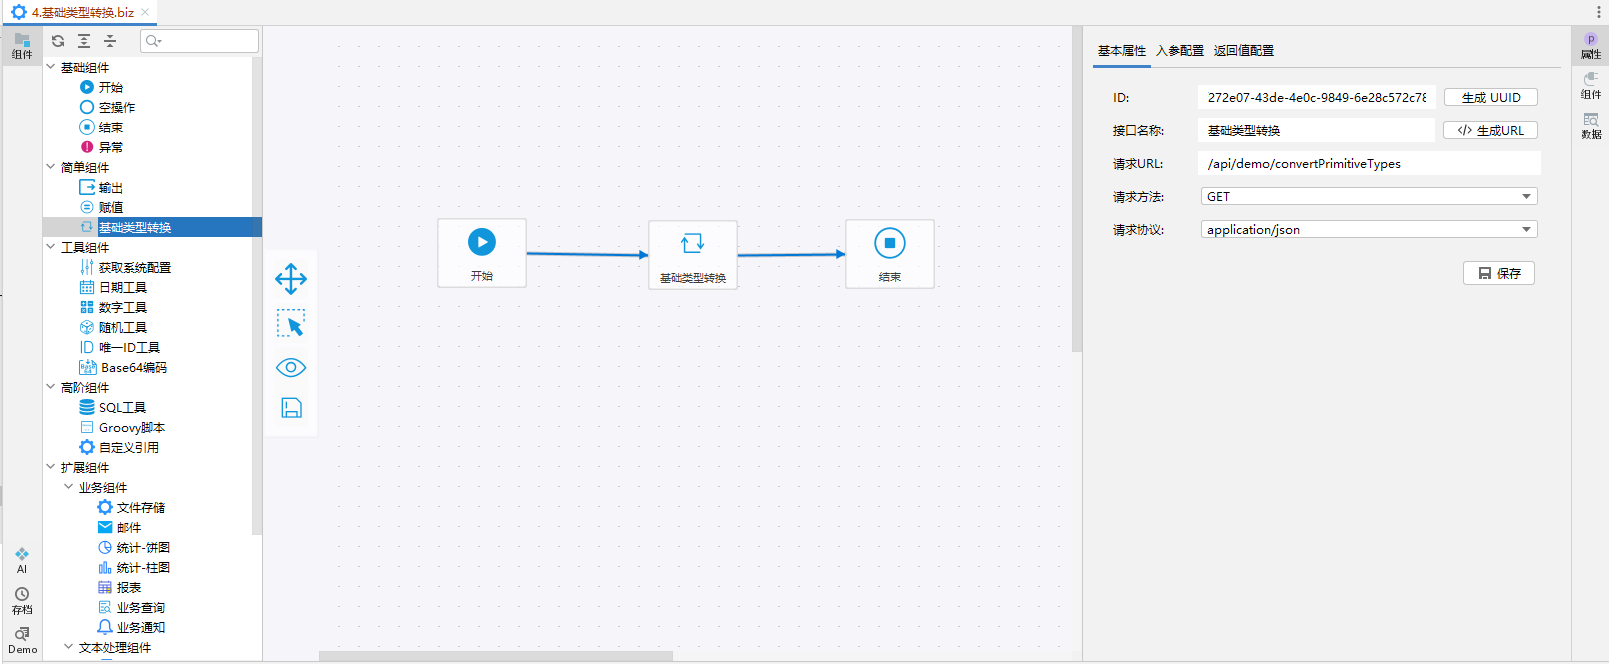 4.基础类型转换.biz
组件
基础组件
开始
空操作
结束
异常
简单组件
输出
赋值
基础类型转换
工具组件
获取系统配置
日期工具
数字工具
随机工具
ID 唯一ID工具
Base64编码
高阶组件
SQL工具
Groovy脚本
自定义引用
扩展组件
业务组件
文件存储
邮件
统计-饼图
统计-柱图
报表
业务查询
业务通知
文本处理组件
AI
存档
Demo
开始
基础类型转换
结束
基本属性 入参配置 返回值配置
ID: 272e07-43de-4e0c-9849-6e28c572c78 生成 UUID
接口名称: 基础类型转换 </> 生成URL
请求URL: /api/demo/convertPrimitiveTypes
请求方法: GET
请求协议: application/json
保存
p
属性
组件
数据